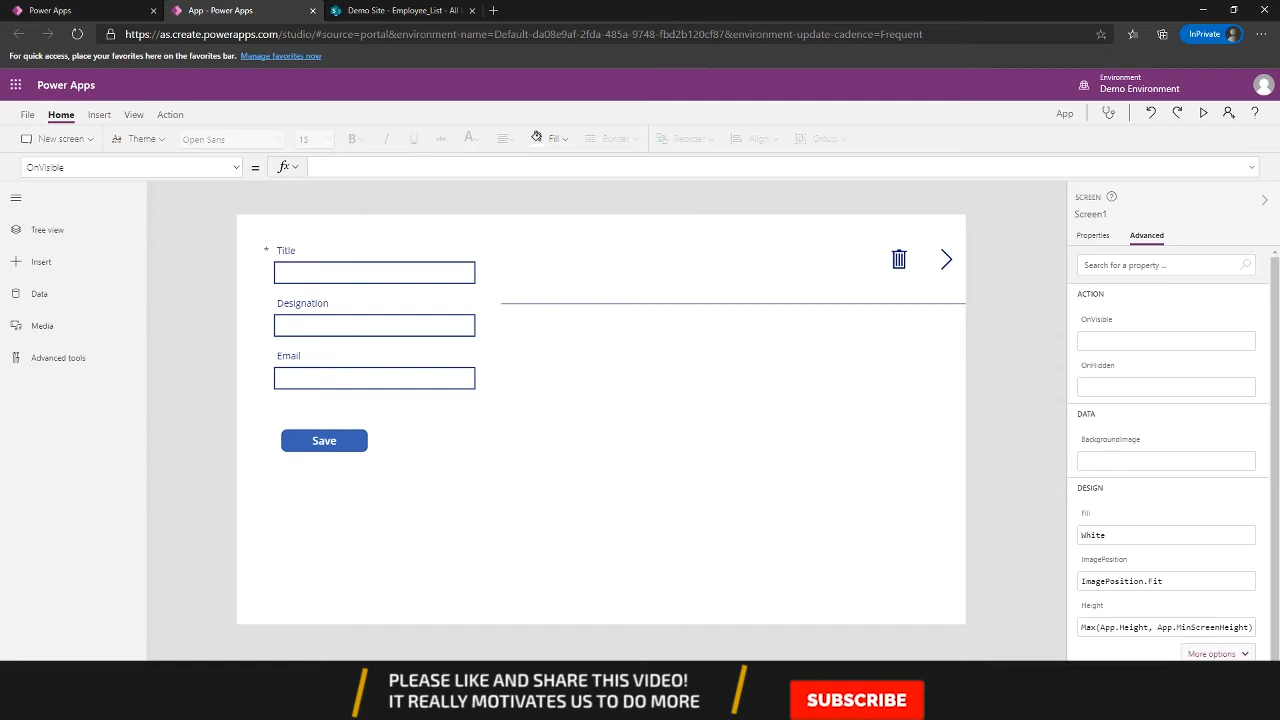 Power Apps
App - Power Apps
Demo Site - Employee_List - All
https://as.create.powerapps.com/studio/#source=portal&environment-name=Default-da08e9af-2fda-485a-9748-fbd2b120cf87&environment-update-cadence=Frequent
InPrivate
For quick access, place your favorites here on the favorites bar. Manage favorites now
Power Apps
Environment
Demo Environment
File Home Insert View Action
App
New screen Theme Open Sans 15 B I U abc A Fill Border Reorder Align Group
OnVisible = fx
Tree view
Insert
Data
Media
Advanced tools
* Title
Designation
Email
Save
SCREEN
Screen1
Properties Advanced
Search for a property ...
ACTION
OnVisible
OnHidden
DATA
BackgroundImage
DESIGN
Fill
White
ImagePosition
ImagePosition.Fit
Height
Max(App.Height, App.MinScreenHeight)
More options
PLEASE LIKE AND SHARE THIS VIDEO!
IT REALLY MOTIVATES US TO DO MORE
SUBSCRIBE